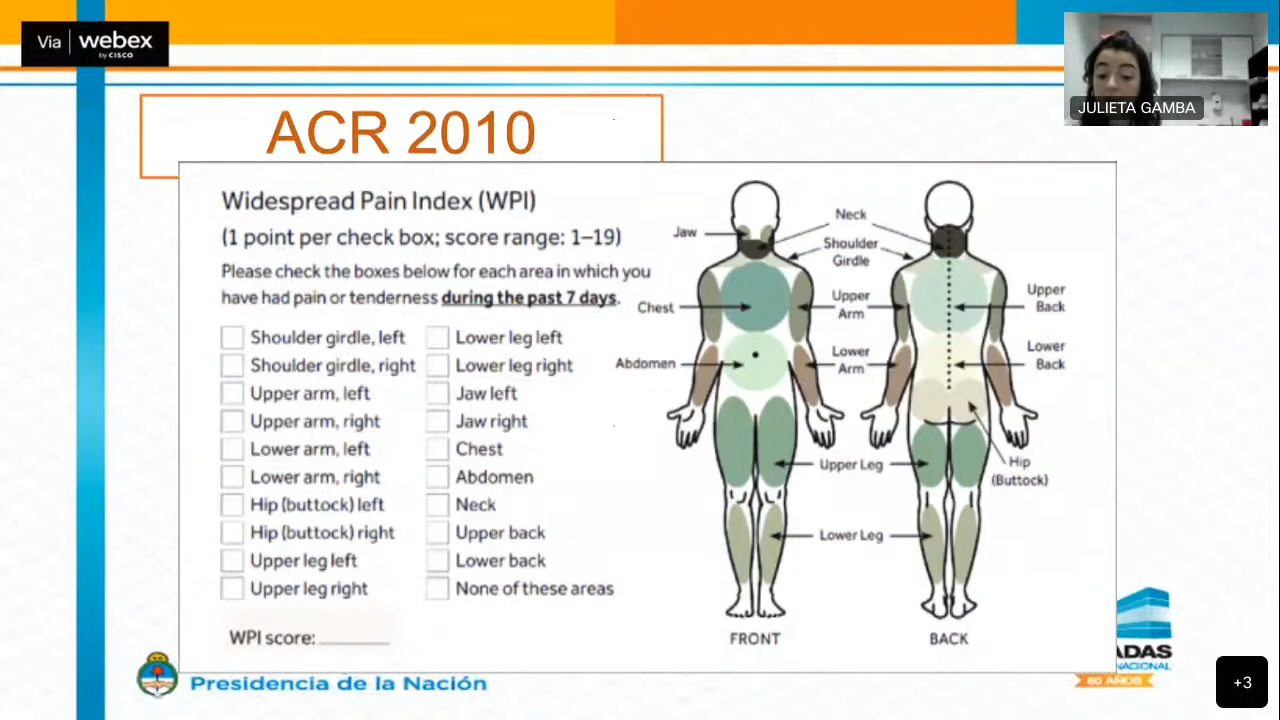 Via webex
by CISCO
JULIETA GAMBA
ACR 2010
Widespread Pain Index (WPI)
(1 point per check box; score range: 1–19)
Please check the boxes below for each area in which you
have had pain or tenderness during the past 7 days.
Shoulder girdle, left
Shoulder girdle, right
Upper arm, left
Upper arm, right
Lower arm, left
Lower arm, right
Hip (buttock) left
Hip (buttock) right
Upper leg left
Upper leg right
Lower leg left
Lower leg right
Jaw left
Jaw right
Chest
Abdomen
Neck
Upper back
Lower back
None of these areas
WPI score: ________
Jaw
Neck
Shoulder
Girdle
Chest
Upper
Arm
Upper
Back
Abdomen
Lower
Arm
Lower
Back
Upper Leg
Hip
(Buttock)
Lower Leg
FRONT
BACK
Presidencia de la Nación
ADAS
NACIONAL
60 AÑOS
+3